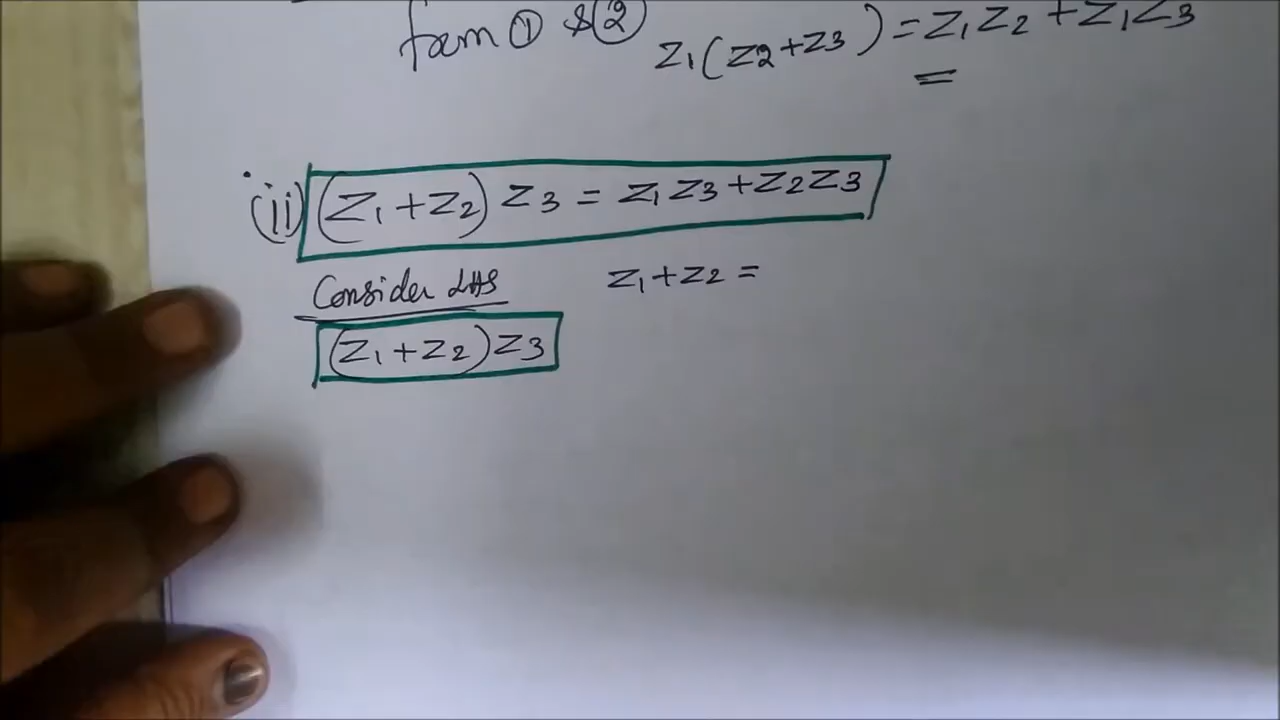 from ① & ② Z₁(Z₂+Z₃) = Z₁Z₂ + Z₁Z₃
(ii) (Z₁+Z₂) Z₃ = Z₁Z₃+Z₂Z₃
Consider LHS Z₁+Z₂ =
(Z₁+Z₂)Z₃